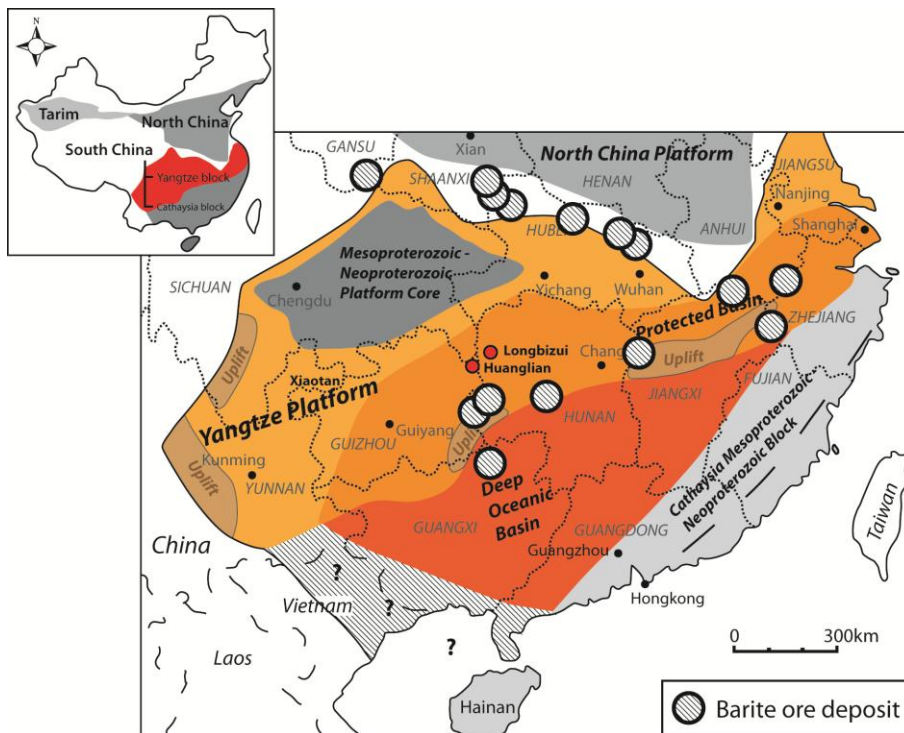 N
Tarim
North China
South China
Yangtze block
Cathaysia block
GANSU
Xian
SHAANXI
North China Platform
HENAN
JIANGSU
Nanjing
ANHUI
Shanghai
HUBE
Mesoproterozoic -
Neoproterozoic
Platform Core
Chengdu
SICHUAN
Yichang
Wuhan
Protected Basin
ZHEJIANG
Uplift
Longbizui
Huanglian
Chang
Uplift
Xiaotan
Yangtze Platform
JIANGXI
FUJIAN
HUNAN
Guiyang
GUIZHOU
Upli
Uplift
Kunming
YUNNAN
Deep
Oceanic
Basin
GUANGXI
GUANGDONG
Guangzhou
Cathaysia Mesoproterozoic
Neoproterozoic Block
Taiwan
China
?
Vietnam
?
Hongkong
?
Laos
0 300km
Hainan
Barite ore deposit